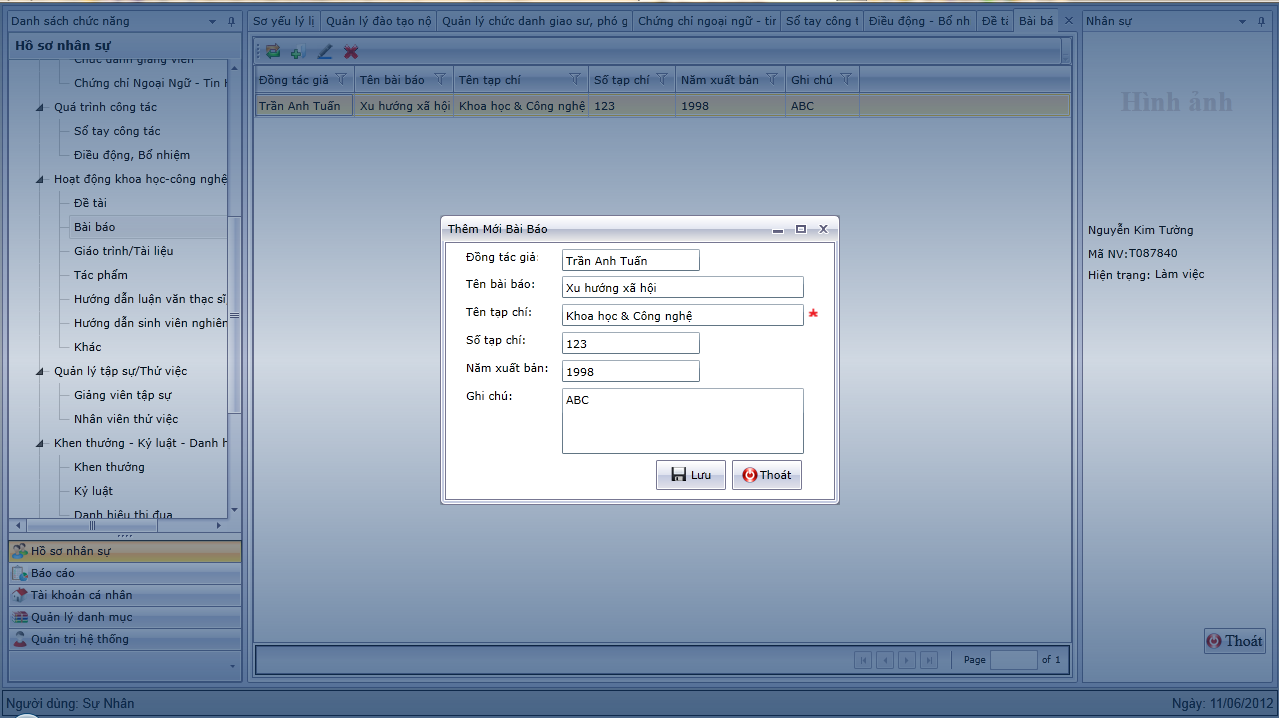 Danh sách chức năng
Hồ sơ nhân sự
Chức danh giảng viên
Chứng chỉ Ngoại Ngữ - Tin h
Quá trình công tác
Sổ tay công tác
Điều động, Bổ nhiệm
Hoạt động khoa học-công nghệ
Đề tài
Bài báo
Giáo trình/Tài liệu
Tác phẩm
Hướng dẫn luận văn thạc sĩ,
Hướng dẫn sinh viên nghiên
Khác
Quản lý tập sự/Thử việc
Giảng viên tập sự
Nhân viên thử việc
Khen thưởng - Kỷ luật - Danh h
Khen thưởng
Kỷ luật
Danh hiệu thi đua
Hồ sơ nhân sự
Báo cáo
Tài khoản cá nhân
Quản lý danh mục
Quản trị hệ thống
Sơ yếu lý lị Quản lý đào tạo nộ Quản lý chức danh giao sư, phó g Chứng chỉ ngoại ngữ - tin Sổ tay công t Điều động - Bổ nh Đề tà Bài bá
Đồng tác giả Tên bài báo Tên tạp chí Số tạp chí Năm xuất bản Ghi chú
Trần Anh Tuấn Xu hướng xã hội Khoa học & Công nghệ 123 1998 ABC
Thêm Mới Bài Báo
Đồng tác giả: Trần Anh Tuấn
Tên bài báo: Xu hướng xã hội
Tên tạp chí: Khoa học & Công nghệ *
Số tạp chí: 123
Năm xuất bản: 1998
Ghi chú: ABC
Lưu Thoát
Page of 1
Nhân sự
Hình ảnh
Nguyễn Kim Tường
Mã NV:T087840
Hiện trạng: Làm việc
Thoát
Người dùng: Sự Nhân
Ngày: 11/06/2012